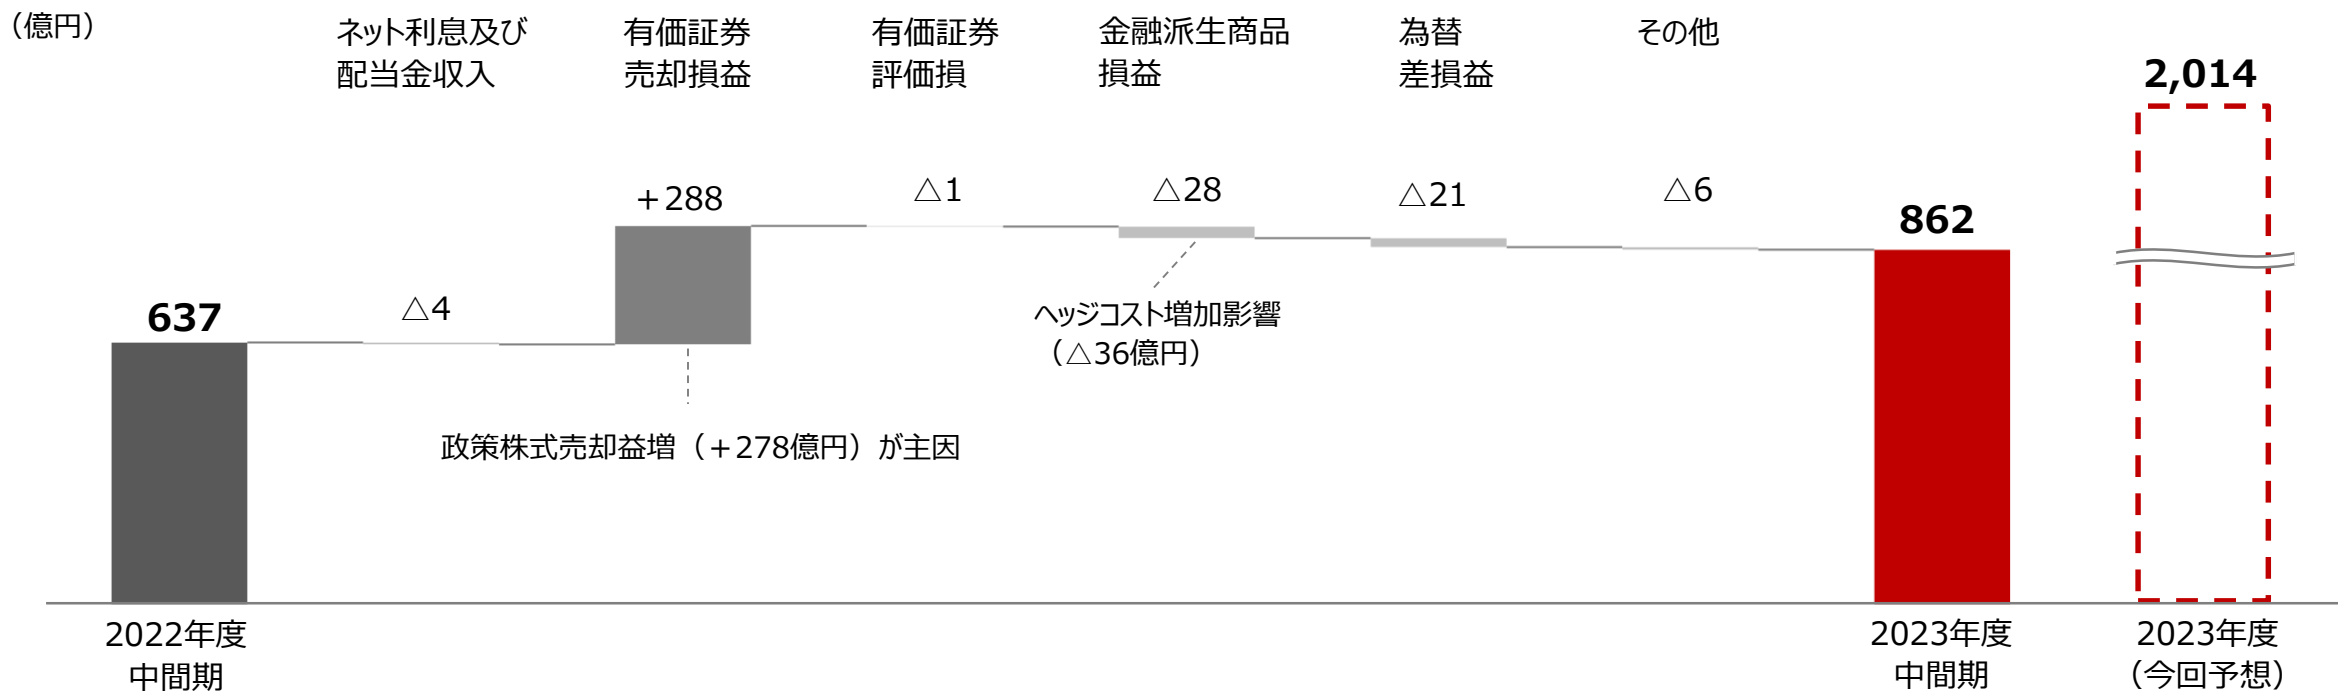 （億円）
ネット利息及び
配当金収入
有価証券
売却損益
有価証券
評価損
金融派生商品
損益
為替
差損益
その他
2,014
637
△4
＋288
△1
△28
△21
△6
862
ヘッジコスト増加影響
（△36億円）
政策株式売却益増（＋278億円）が主因
2022年度
中間期
2023年度
中間期
2023年度
（今回予想）